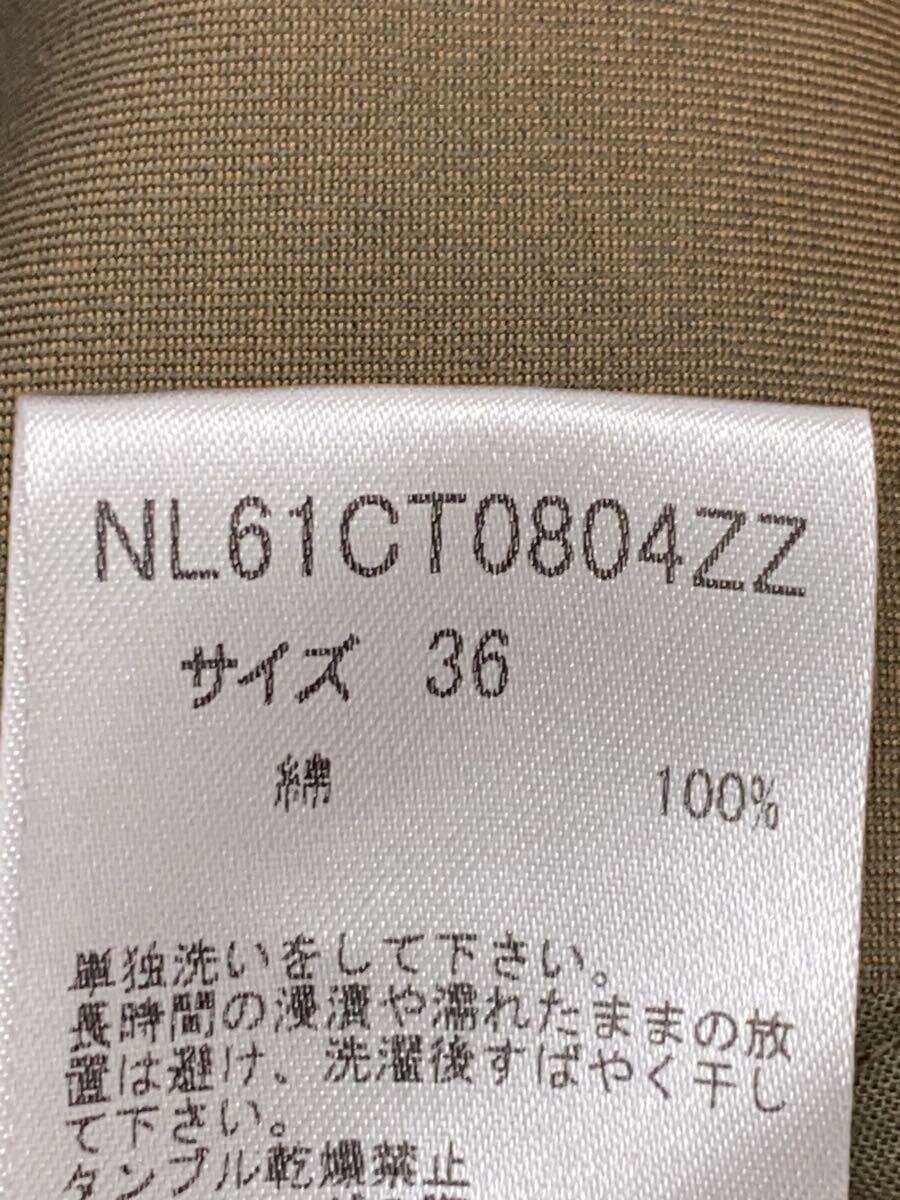 NL61CT0804ZZ
サイズ 36
綿 100%
単独洗いをして下さい。
長時間の浸漬や濡れたままの放
置は避け、洗濯後すばやく干し
て下さい。
タンブル乾燥禁止